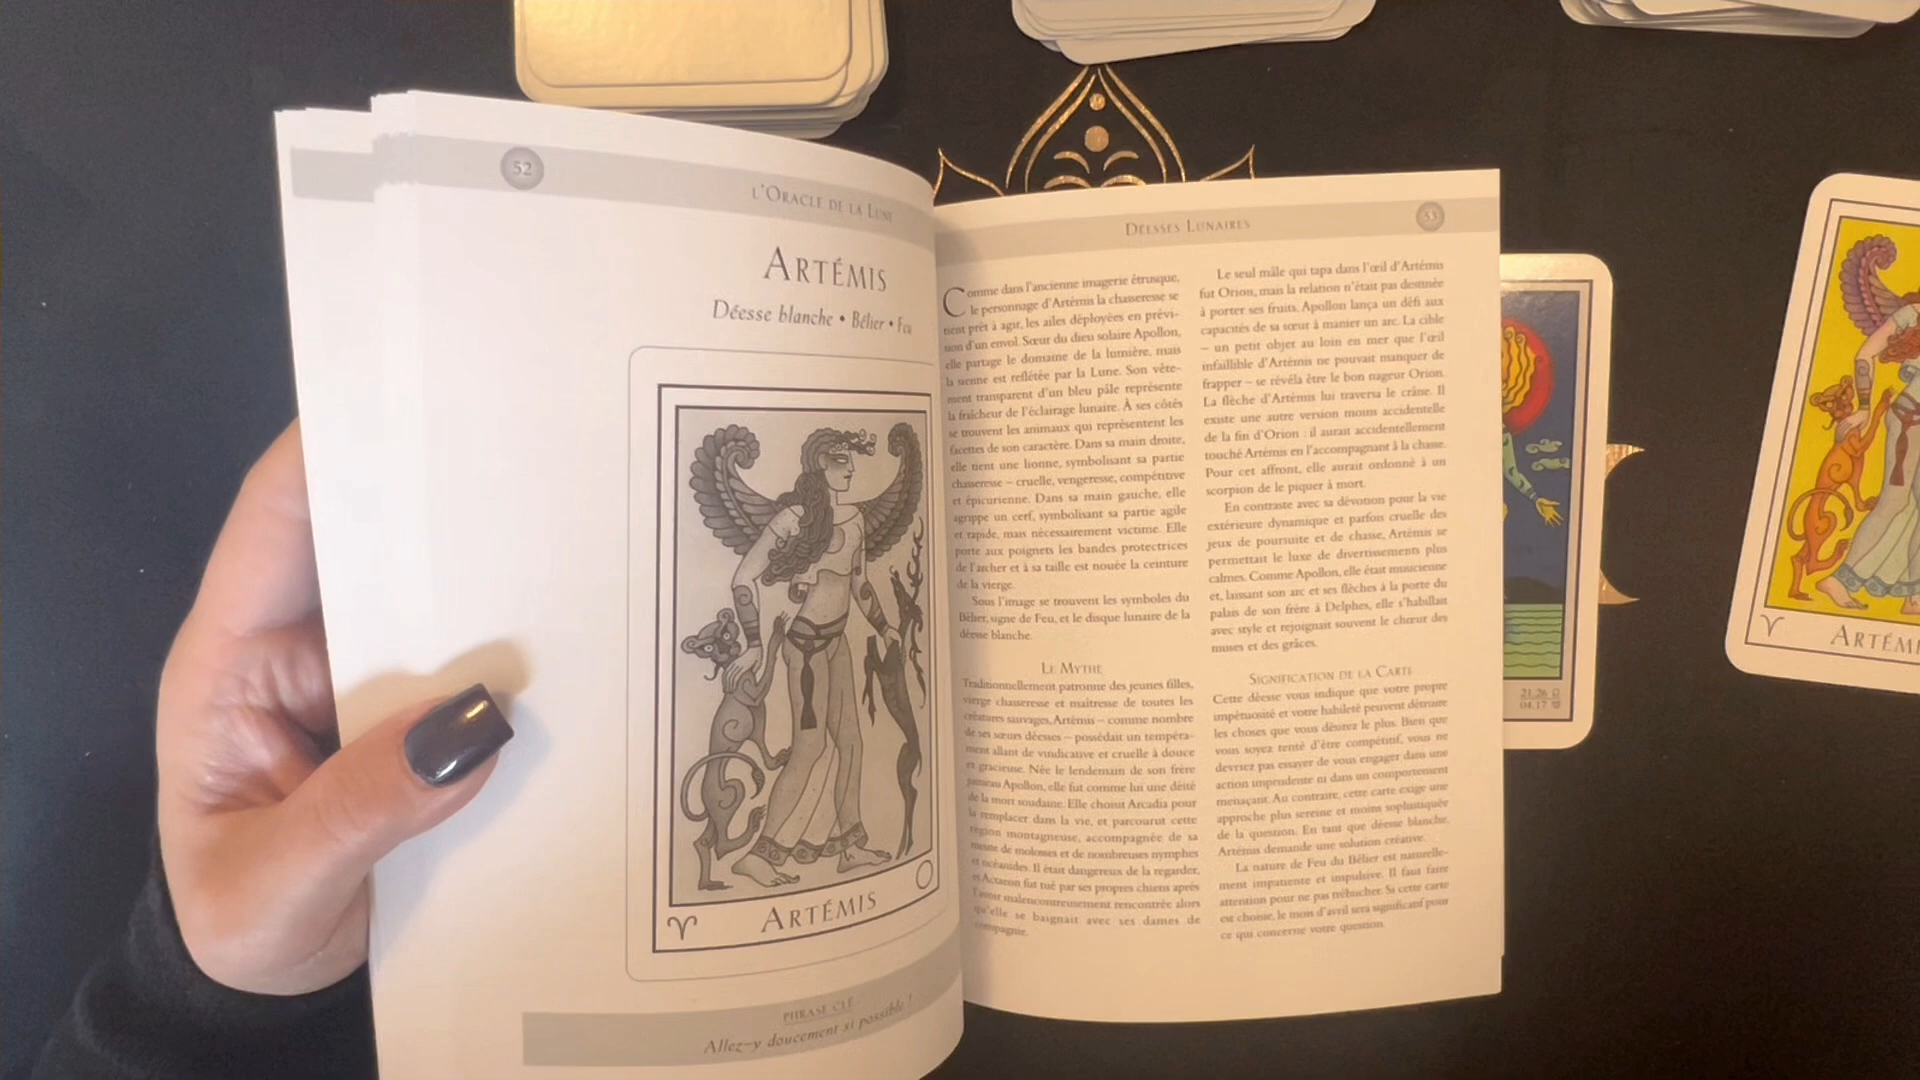 52
L'ORACLE DE LA LUNE
ARTÉMIS
Déesse blanche • Bélier • Feu
ARTÉMIS
PHRASE CLÉ
Allez-y doucement si possible !
DÉESSES LUNAIRES
53
Comme dans l'ancienne imagerie étrusque,
le personnage d'Artémis la chasseresse se
tient prêt à agir, les ailes déployées en prévi-
sion d'un envol. Sœur du dieu solaire Apollon,
elle partage le domaine de la lumière, mais
la sienne est reflétée par la Lune. Son vête-
ment transparent d'un bleu pâle représente
la fraîcheur de l'éclairage lunaire. À ses côtés
se trouvent les animaux qui représentent les
facettes de son caractère. Dans sa main droite,
elle tient une lionne, symbolisant sa partie
chasseresse – cruelle, vengeresse, compétitive
et épicurienne. Dans sa main gauche, elle
agrippe un cerf, symbolisant sa partie agile
et rapide, mais nécessairement victime. Elle
porte aux poignets les bandes protectrices
de l'archer et à sa taille est nouée la ceinture
de la vierge.
Sous l'image se trouvent les symboles du
Bélier, signe de Feu, et le disque lunaire de la
déesse blanche.
LE MYTHE
Traditionnellement patronne des jeunes filles,
vierge chasseresse et maîtresse de toutes les
créatures sauvages, Artémis – comme nombre
de ses sœurs déesses – possédait un tempéra-
ment allant de vindicative et cruelle à douce
et gracieuse. Née le lendemain de son frère
jumeau Apollon, elle fut comme lui une déité
de la mort soudaine. Elle choisit Arcadia pour
la remplacer dans la vie, et parcourut cette
région montagneuse, accompagnée de sa
meute de molosses et de nombreuses nymphes
et océanides. Il était dangereux de la regarder,
et Actaeon fut tué par ses propres chiens après
l'avoir malencontreusement rencontrée alors
qu'elle se baignait avec ses dames de
compagnie.
Le seul mâle qui tapa dans l'œil d'Artémis
fut Orion, mais la relation n'était pas destinée
à porter ses fruits. Apollon lança un défi aux
capacités de sa sœur à manier un arc. La cible
– un petit objet au loin en mer que l'œil
infaillible d'Artémis ne pouvait manquer de
frapper – se révéla être le bon nageur Orion.
La flèche d'Artémis lui traversa le crâne. Il
existe une autre version moins accidentelle
de la fin d'Orion : il aurait accidentellement
touché Artémis en l'accompagnant à la chasse.
Pour cet affront, elle aurait ordonné à un
scorpion de le piquer à mort.
En contraste avec sa dévotion pour la vie
extérieure dynamique et parfois cruelle des
jeux de poursuite et de chasse, Artémis se
permettait le luxe de divertissements plus
calmes. Comme Apollon, elle était musicienne
et, laissant son arc et ses flèches à la porte du
palais de son frère à Delphes, elle s'habillait
avec style et rejoignait souvent le chœur des
muses et des grâces.
SIGNIFICATION DE LA CARTE
Cette déesse vous indique que votre propre
impétuosité et votre habileté peuvent détruire
les choses que vous désirez le plus. Bien que
vous soyez tenté d'être compétitif, vous ne
devriez pas essayer de vous engager dans une
action imprudente ni dans un comportement
menaçant. Au contraire, cette carte exige une
approche plus sereine et moins sophistiquée
de la question. En tant que déesse blanche,
Artémis demande une solution créative.
La nature de Feu du Bélier est naturelle-
ment impatiente et impulsive. Il faut faire
attention pour ne pas trébucher. Si cette carte
est choisie, le mois d'avril sera significatif pour
ce qui concerne votre question.
21.26
04.17
ARTÉMI